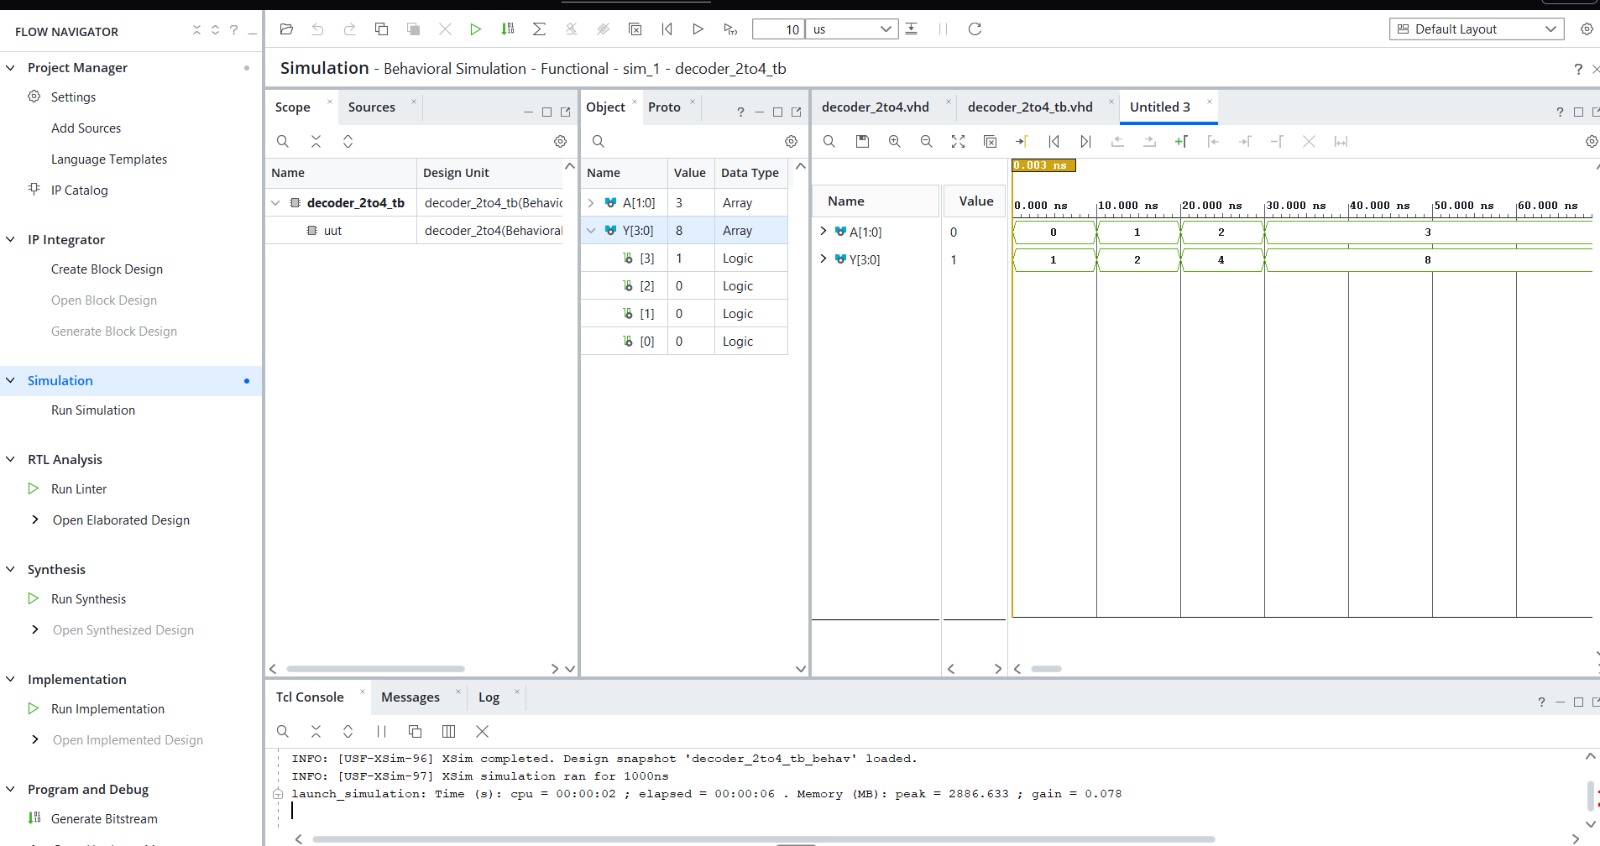 FLOW NAVIGATOR
Project Manager
Settings
Add Sources
Language Templates
IP Catalog
IP Integrator
Create Block Design
Open Block Design
Generate Block Design
Simulation
Run Simulation
RTL Analysis
Run Linter
Open Elaborated Design
Synthesis
Run Synthesis
Open Synthesized Design
Implementation
Run Implementation
Open Implemented Design
Program and Debug
Generate Bitstream
10 us
Default Layout
Simulation - Behavioral Simulation - Functional - sim_1 - decoder_2to4_tb
Scope Sources
Name Design Unit
decoder_2to4_tb decoder_2to4_tb(Behavic
uut decoder_2to4(Behavioral
Object Proto
Name Value Data Type
A[1:0] 3 Array
Y[3:0] 8 Array
[3] 1 Logic
[2] 0 Logic
[1] 0 Logic
[0] 0 Logic
decoder_2to4.vhd decoder_2to4_tb.vhd Untitled 3
0.003 ns
Name Value
0.000 ns 10.000 ns 20.000 ns 30.000 ns 40.000 ns 50.000 ns 60.000 ns
A[1:0] 0 0 1 2 3
Y[3:0] 1 1 2 4 8
Tcl Console Messages Log
INFO: [USF-XSim-96] XSim completed. Design snapshot 'decoder_2to4_tb_behav' loaded.
INFO: [USF-XSim-97] XSim simulation ran for 1000ns
launch_simulation: Time (s): cpu = 00:00:02 ; elapsed = 00:00:06 . Memory (MB): peak = 2886.633 ; gain = 0.078